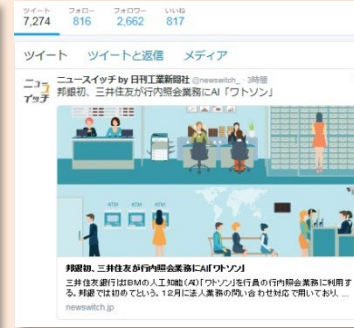 ツイート フォロー フォロワー いいね
7,274 816 2,662 817
ツイート ツイートと返信 メディア
ニュースイッチ by 日刊工業新聞社 @newswitch_ · 3時間
邦銀初、三井住友が行内照会業務にAI「ワトソン」
ニュースイッチ
ATM ATM ATM
邦銀初、三井住友が行内照会業務にAI「ワトソン」
三井住友銀行はIBMの人工知能(AI)「ワトソン」を行員の行内照会業務に利用す
る。邦銀では初めてという。12月に法人業務の問い合わせ対応で用いており、...
newswitch.jp